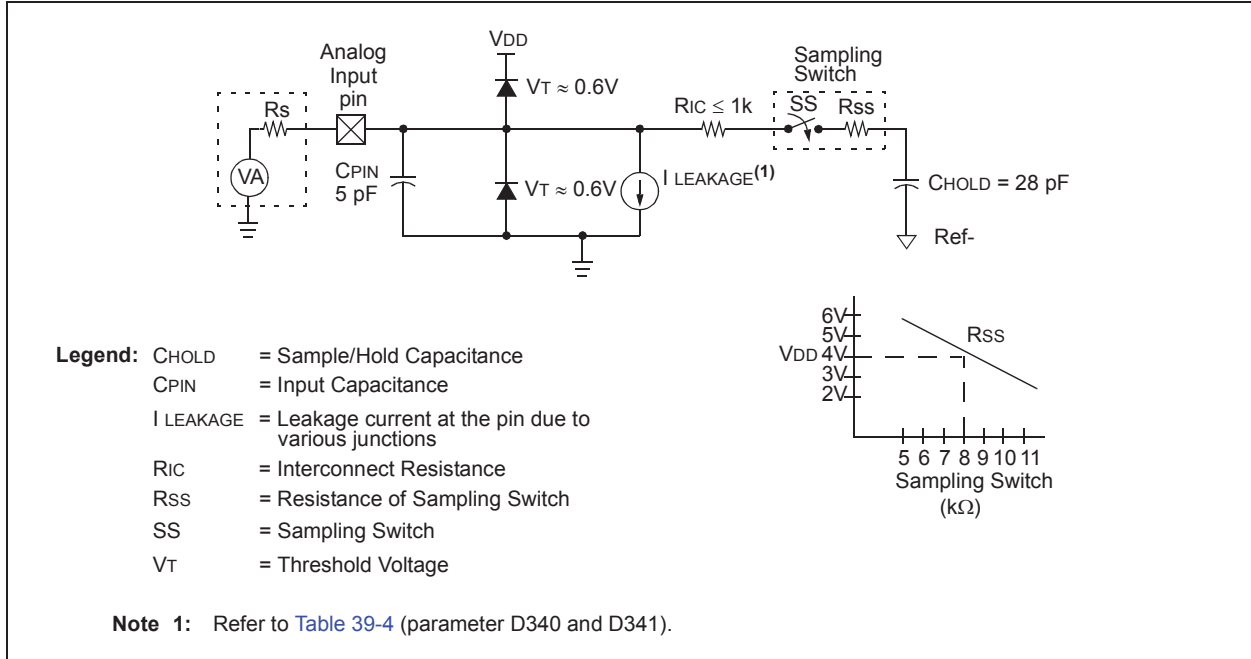 VDD
Analog
Input
pin
VT ≈ 0.6V
Rs
VA
CPIN
5 pF
VT ≈ 0.6V
I LEAKAGE(1)
RIC ≤ 1k
Sampling
Switch
SS
Rss
CHOLD = 28 pF
Ref-
6V
5V
VDD 4V
3V
2V
RSS
5 6 7 8 9 10 11
Sampling Switch
(kΩ)
Legend: CHOLD = Sample/Hold Capacitance
CPIN = Input Capacitance
I LEAKAGE = Leakage current at the pin due to
various junctions
RIC = Interconnect Resistance
RSS = Resistance of Sampling Switch
SS = Sampling Switch
VT = Threshold Voltage
Note 1: Refer to Table 39-4 (parameter D340 and D341).